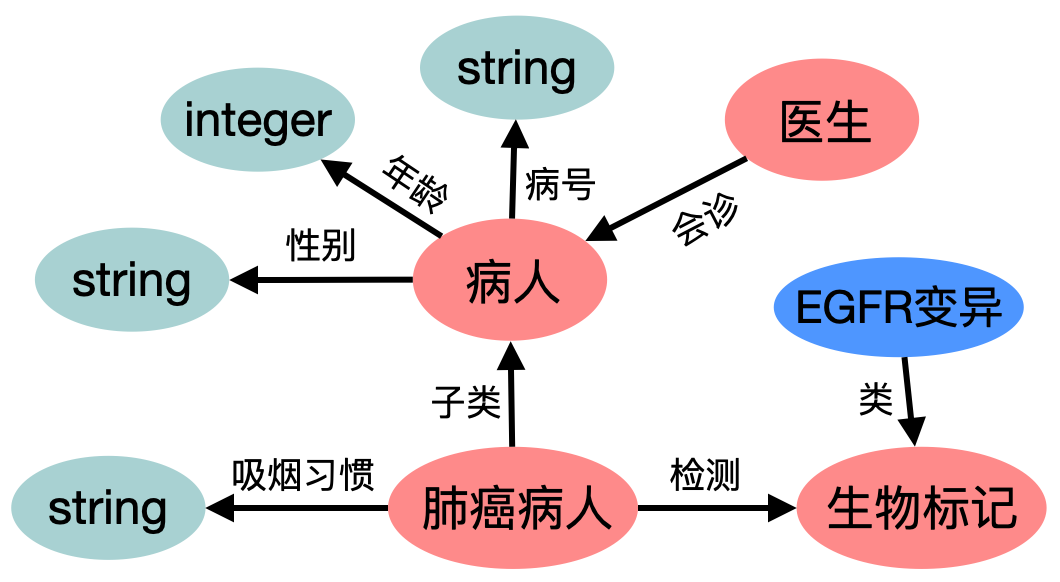 string
integer
医生
年龄
病号
会诊
性别
string
病人
EGFR变异
子类
类
吸烟习惯
检测
string
肺癌病人
生物标记